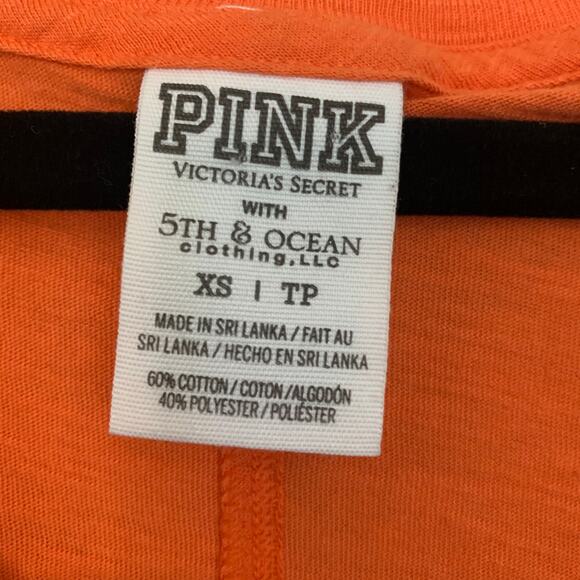 PINK
VICTORIA'S SECRET
WITH
5TH & OCEAN
clothing,LLC
XS | TP
MADE IN SRI LANKA / FAIT AU
SRI LANKA / HECHO EN SRI LANKA
60% COTTON / COTON / ALGODÓN
40% POLYESTER / POLIÉSTER